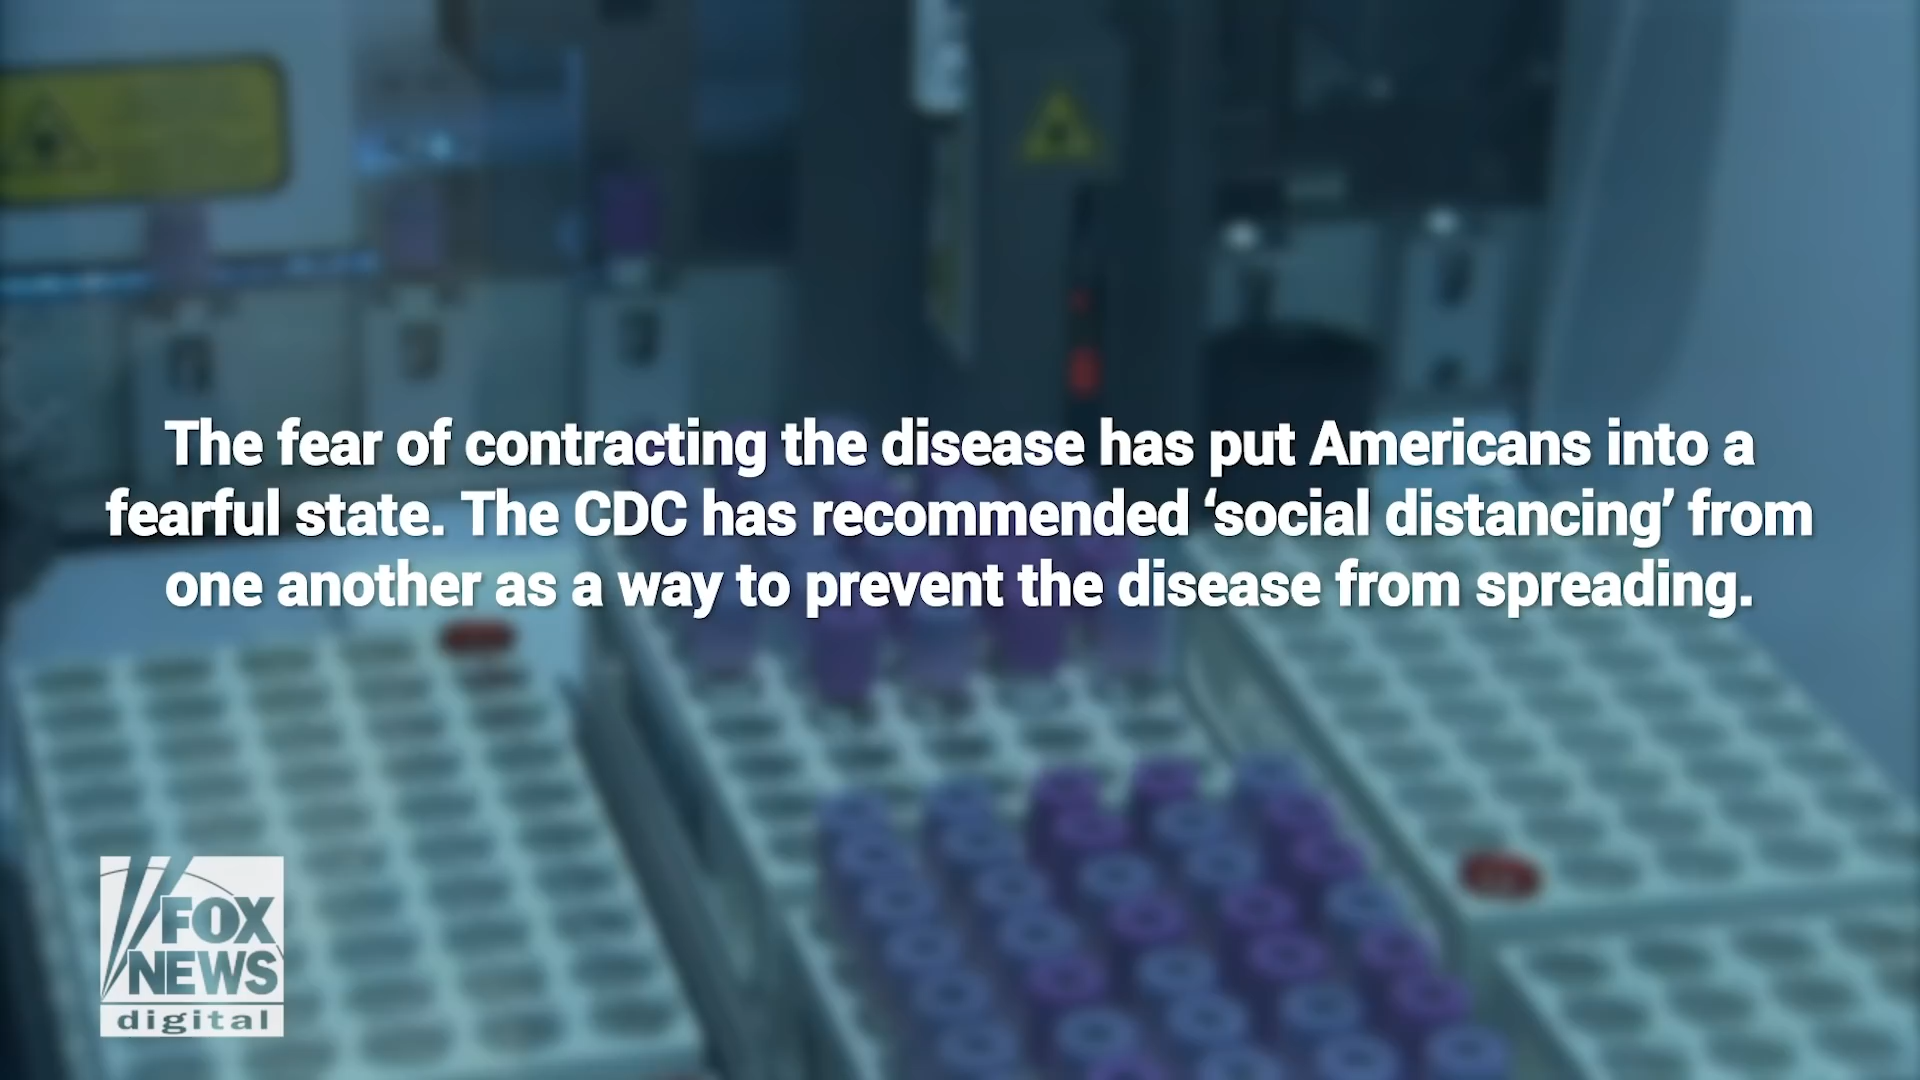 The fear of contracting the disease has put Americans into a
fearful state. The CDC has recommended ‘social distancing’ from
one another as a way to prevent the disease from spreading.
FOX
NEWS
digital